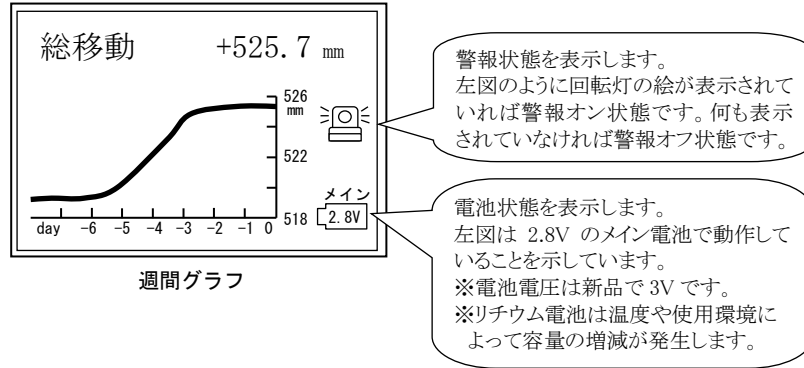 総移動 +525.7 mm
526
mm
522
518
day -6 -5 -4 -3 -2 -1 0
メイン
2.8V
週間グラフ
警報状態を表示します。
左図のように回転灯の絵が表示されて
いれば警報オン状態です。何も表示
されていなければ警報オフ状態です。
電池状態を表示します。
左図は 2.8V のメイン電池で動作して
いることを示しています。
※電池電圧は新品で 3V です。
※リチウム電池は温度や使用環境に
よって容量の増減が発生します。